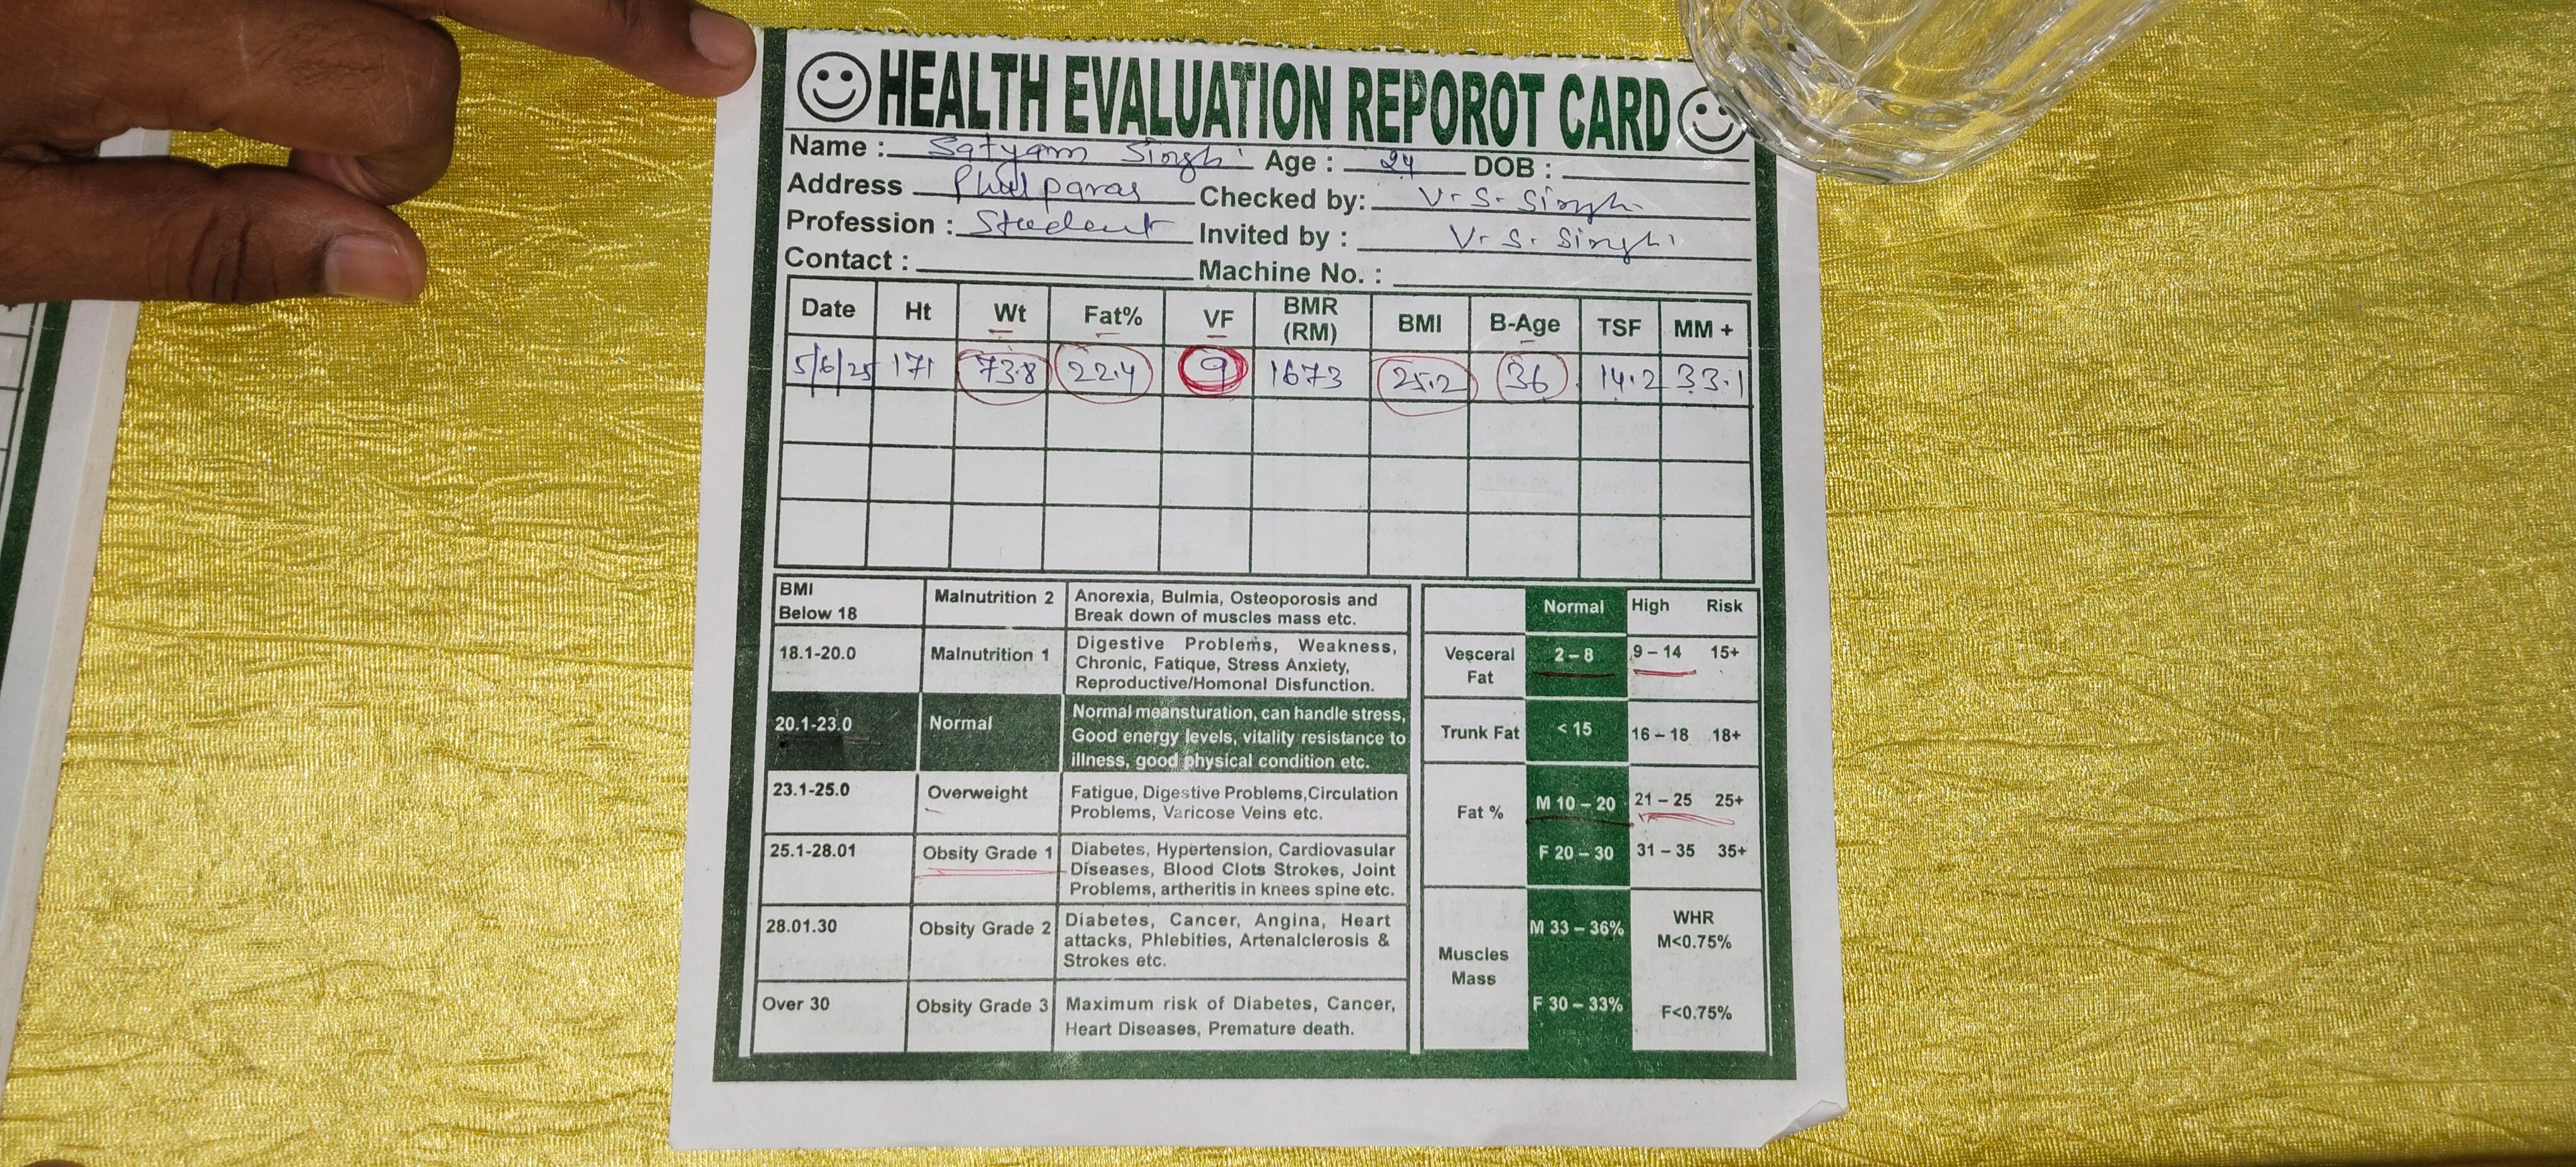 HEALTH EVALUATION REPOROT CARD
Name : Satyam Singh Age : 24 DOB :
Address Phulparas Checked by: V. S. Singh
Profession : Student Invited by : V. S. Singh
Contact : Machine No. :
Date Ht Wt Fat% VF BMR (RM) BMI B-Age TSF MM +
5/6/25 171 73.8 22.4 9 1673 25.2 36 14.2 33.1
BMI
Below 18 Malnutrition 2 Anorexia, Bulmia, Osteoporosis and
Break down of muscles mass etc.
18.1-20.0 Malnutrition 1 Digestive Problems, Weakness,
Chronic, Fatique, Stress Anxiety,
Reproductive/Homonal Disfunction.
20.1-23.0 Normal Normal meansturation, can handle stress,
Good energy levels, vitality resistance to
illness, good physical condition etc.
23.1-25.0 Overweight Fatigue, Digestive Problems,Circulation
Problems, Varicose Veins etc.
25.1-28.01 Obsity Grade 1 Diabetes, Hypertension, Cardiovasular
Diseases, Blood Clots Strokes, Joint
Problems, artheritis in knees spine etc.
28.01.30 Obsity Grade 2 Diabetes, Cancer, Angina, Heart
attacks, Phlebities, Artenalclerosis &
Strokes etc.
Over 30 Obsity Grade 3 Maximum risk of Diabetes, Cancer,
Heart Diseases, Premature death.
Normal High Risk
Vesceral Fat 2 – 8 9 – 14 15+
Trunk Fat < 15 16 – 18 18+
Fat % M 10 – 20 21 – 25 25+
F 20 – 30 31 – 35 35+
Muscles Mass M 33 – 36% WHR
M<0.75%
F 30 – 33% F<0.75%